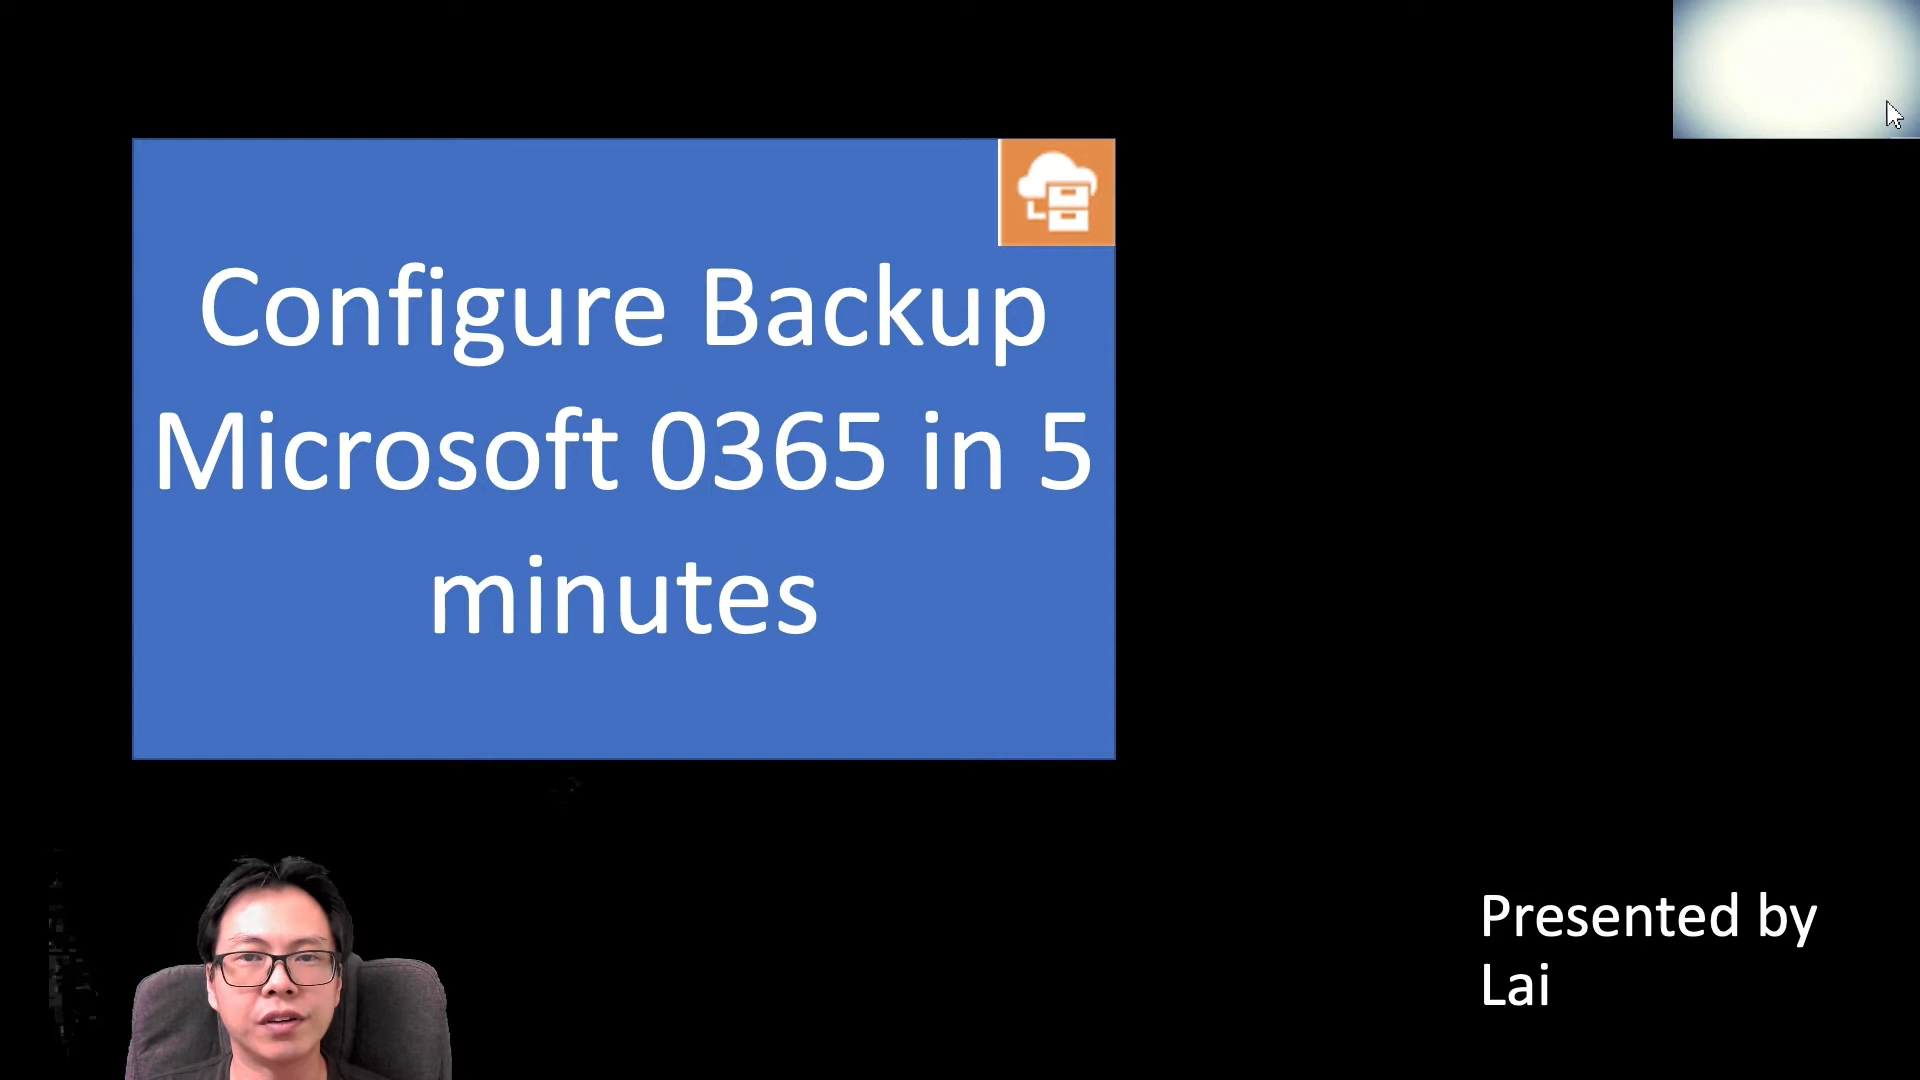 Configure Backup
Microsoft 0365 in 5
minutes
Presented by
Lai